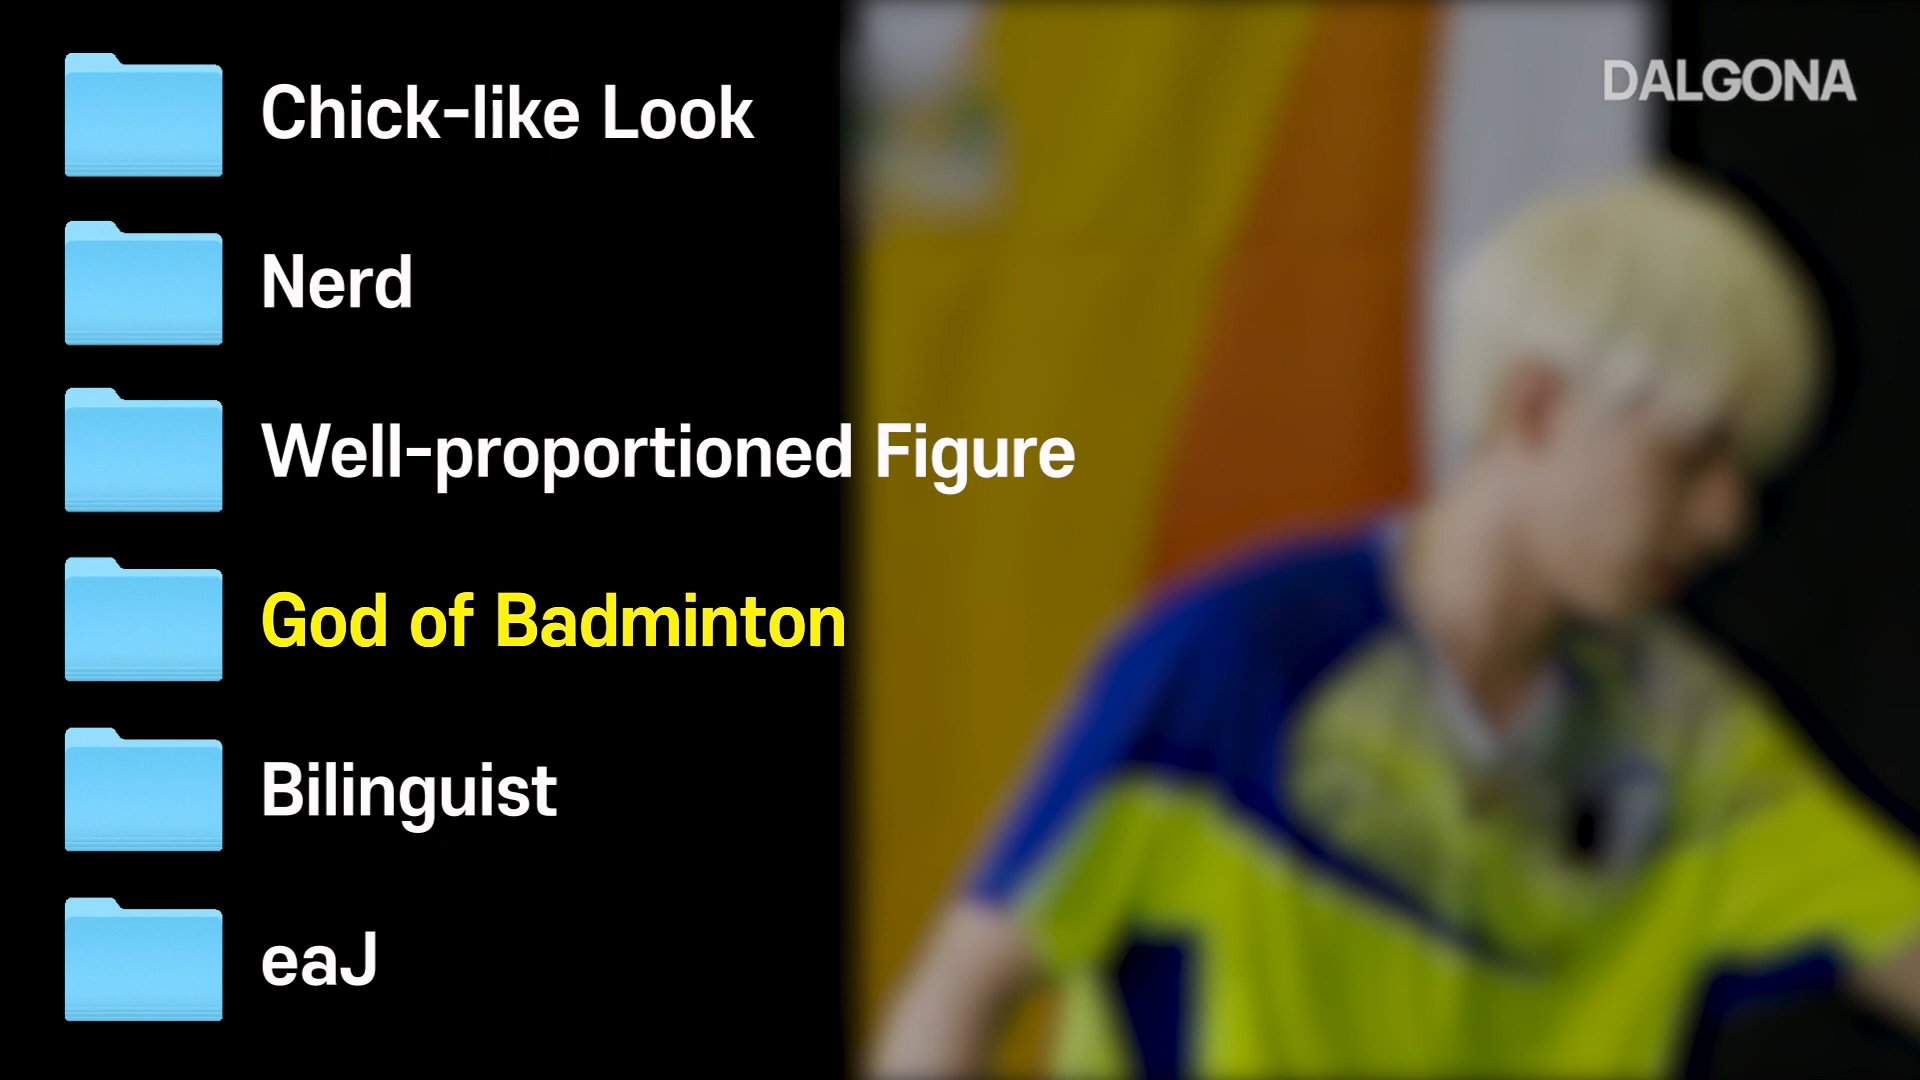 DALGONA
Chick-like Look
Nerd
Well-proportioned Figure
God of Badminton
Bilinguist
eaJ